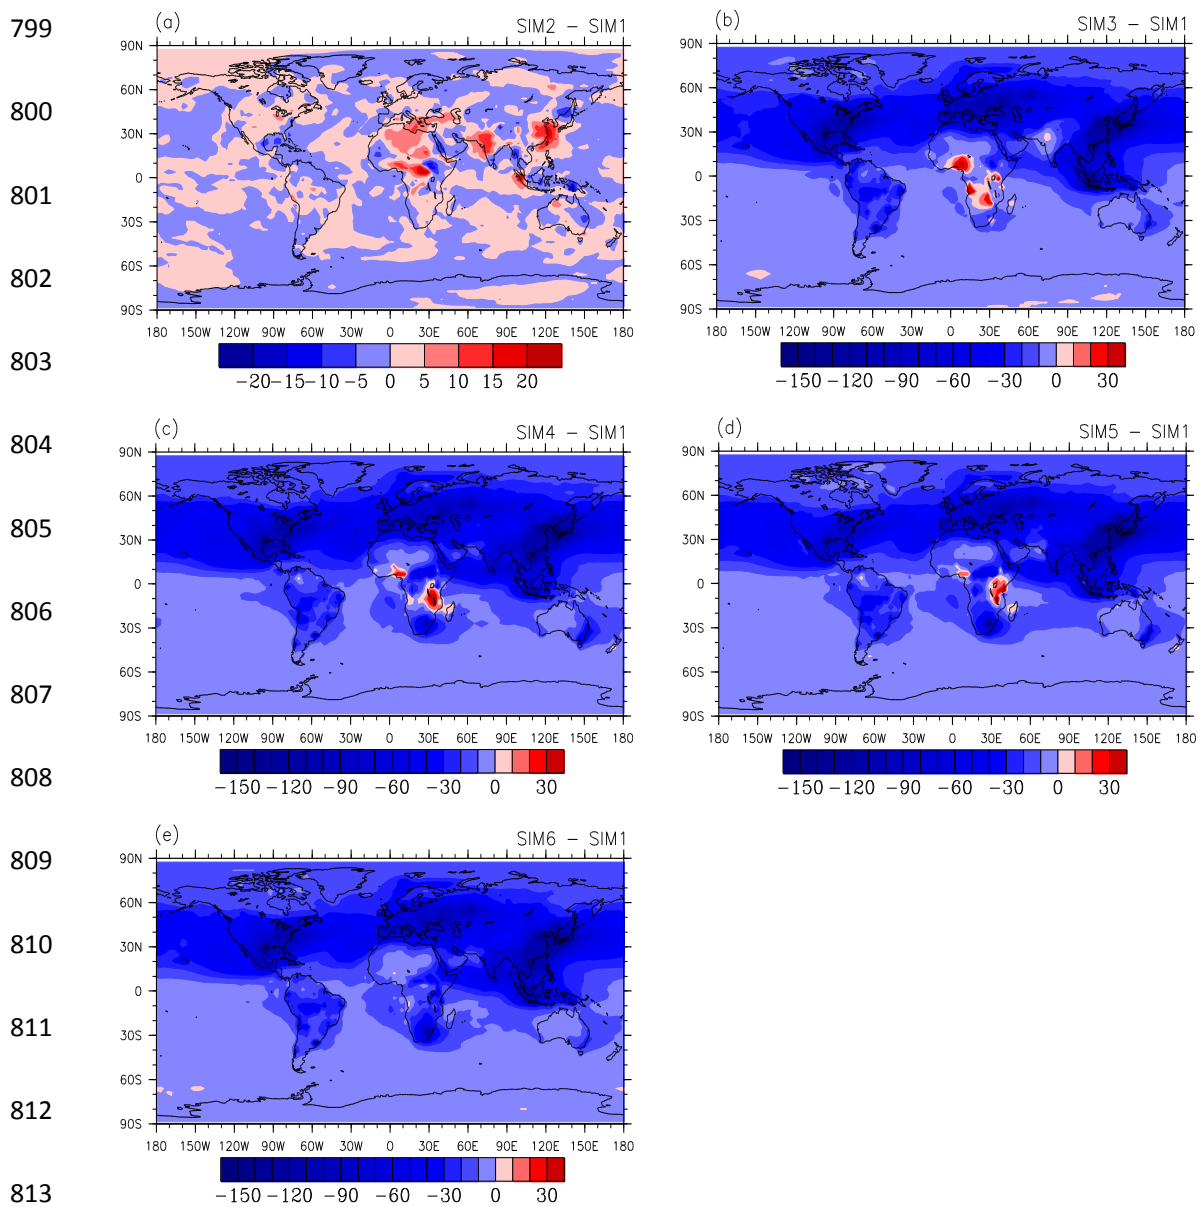 799
(a) SIM2 − SIM1
90N
60N
30N
0
30S
60S
90S
180 150W 120W 90W 60W 30W 0 30E 60E 90E 120E 150E 180
−20 −15 −10 −5 0 5 10 15 20
(b) SIM3 − SIM1
90N
60N
30N
0
30S
60S
90S
180 150W 120W 90W 60W 30W 0 30E 60E 90E 120E 150E 180
−150 −120 −90 −60 −30 0 30
800
801
802
803
804
(c) SIM4 − SIM1
90N
60N
30N
0
30S
60S
90S
180 150W 120W 90W 60W 30W 0 30E 60E 90E 120E 150E 180
−150 −120 −90 −60 −30 0 30
(d) SIM5 − SIM1
90N
60N
30N
0
30S
60S
90S
180 150W 120W 90W 60W 30W 0 30E 60E 90E 120E 150E 180
−150 −120 −90 −60 −30 0 30
805
806
807
808
809
(e) SIM6 − SIM1
90N
60N
30N
0
30S
60S
90S
180 150W 120W 90W 60W 30W 0 30E 60E 90E 120E 150E 180
−150 −120 −90 −60 −30 0 30
810
811
812
813